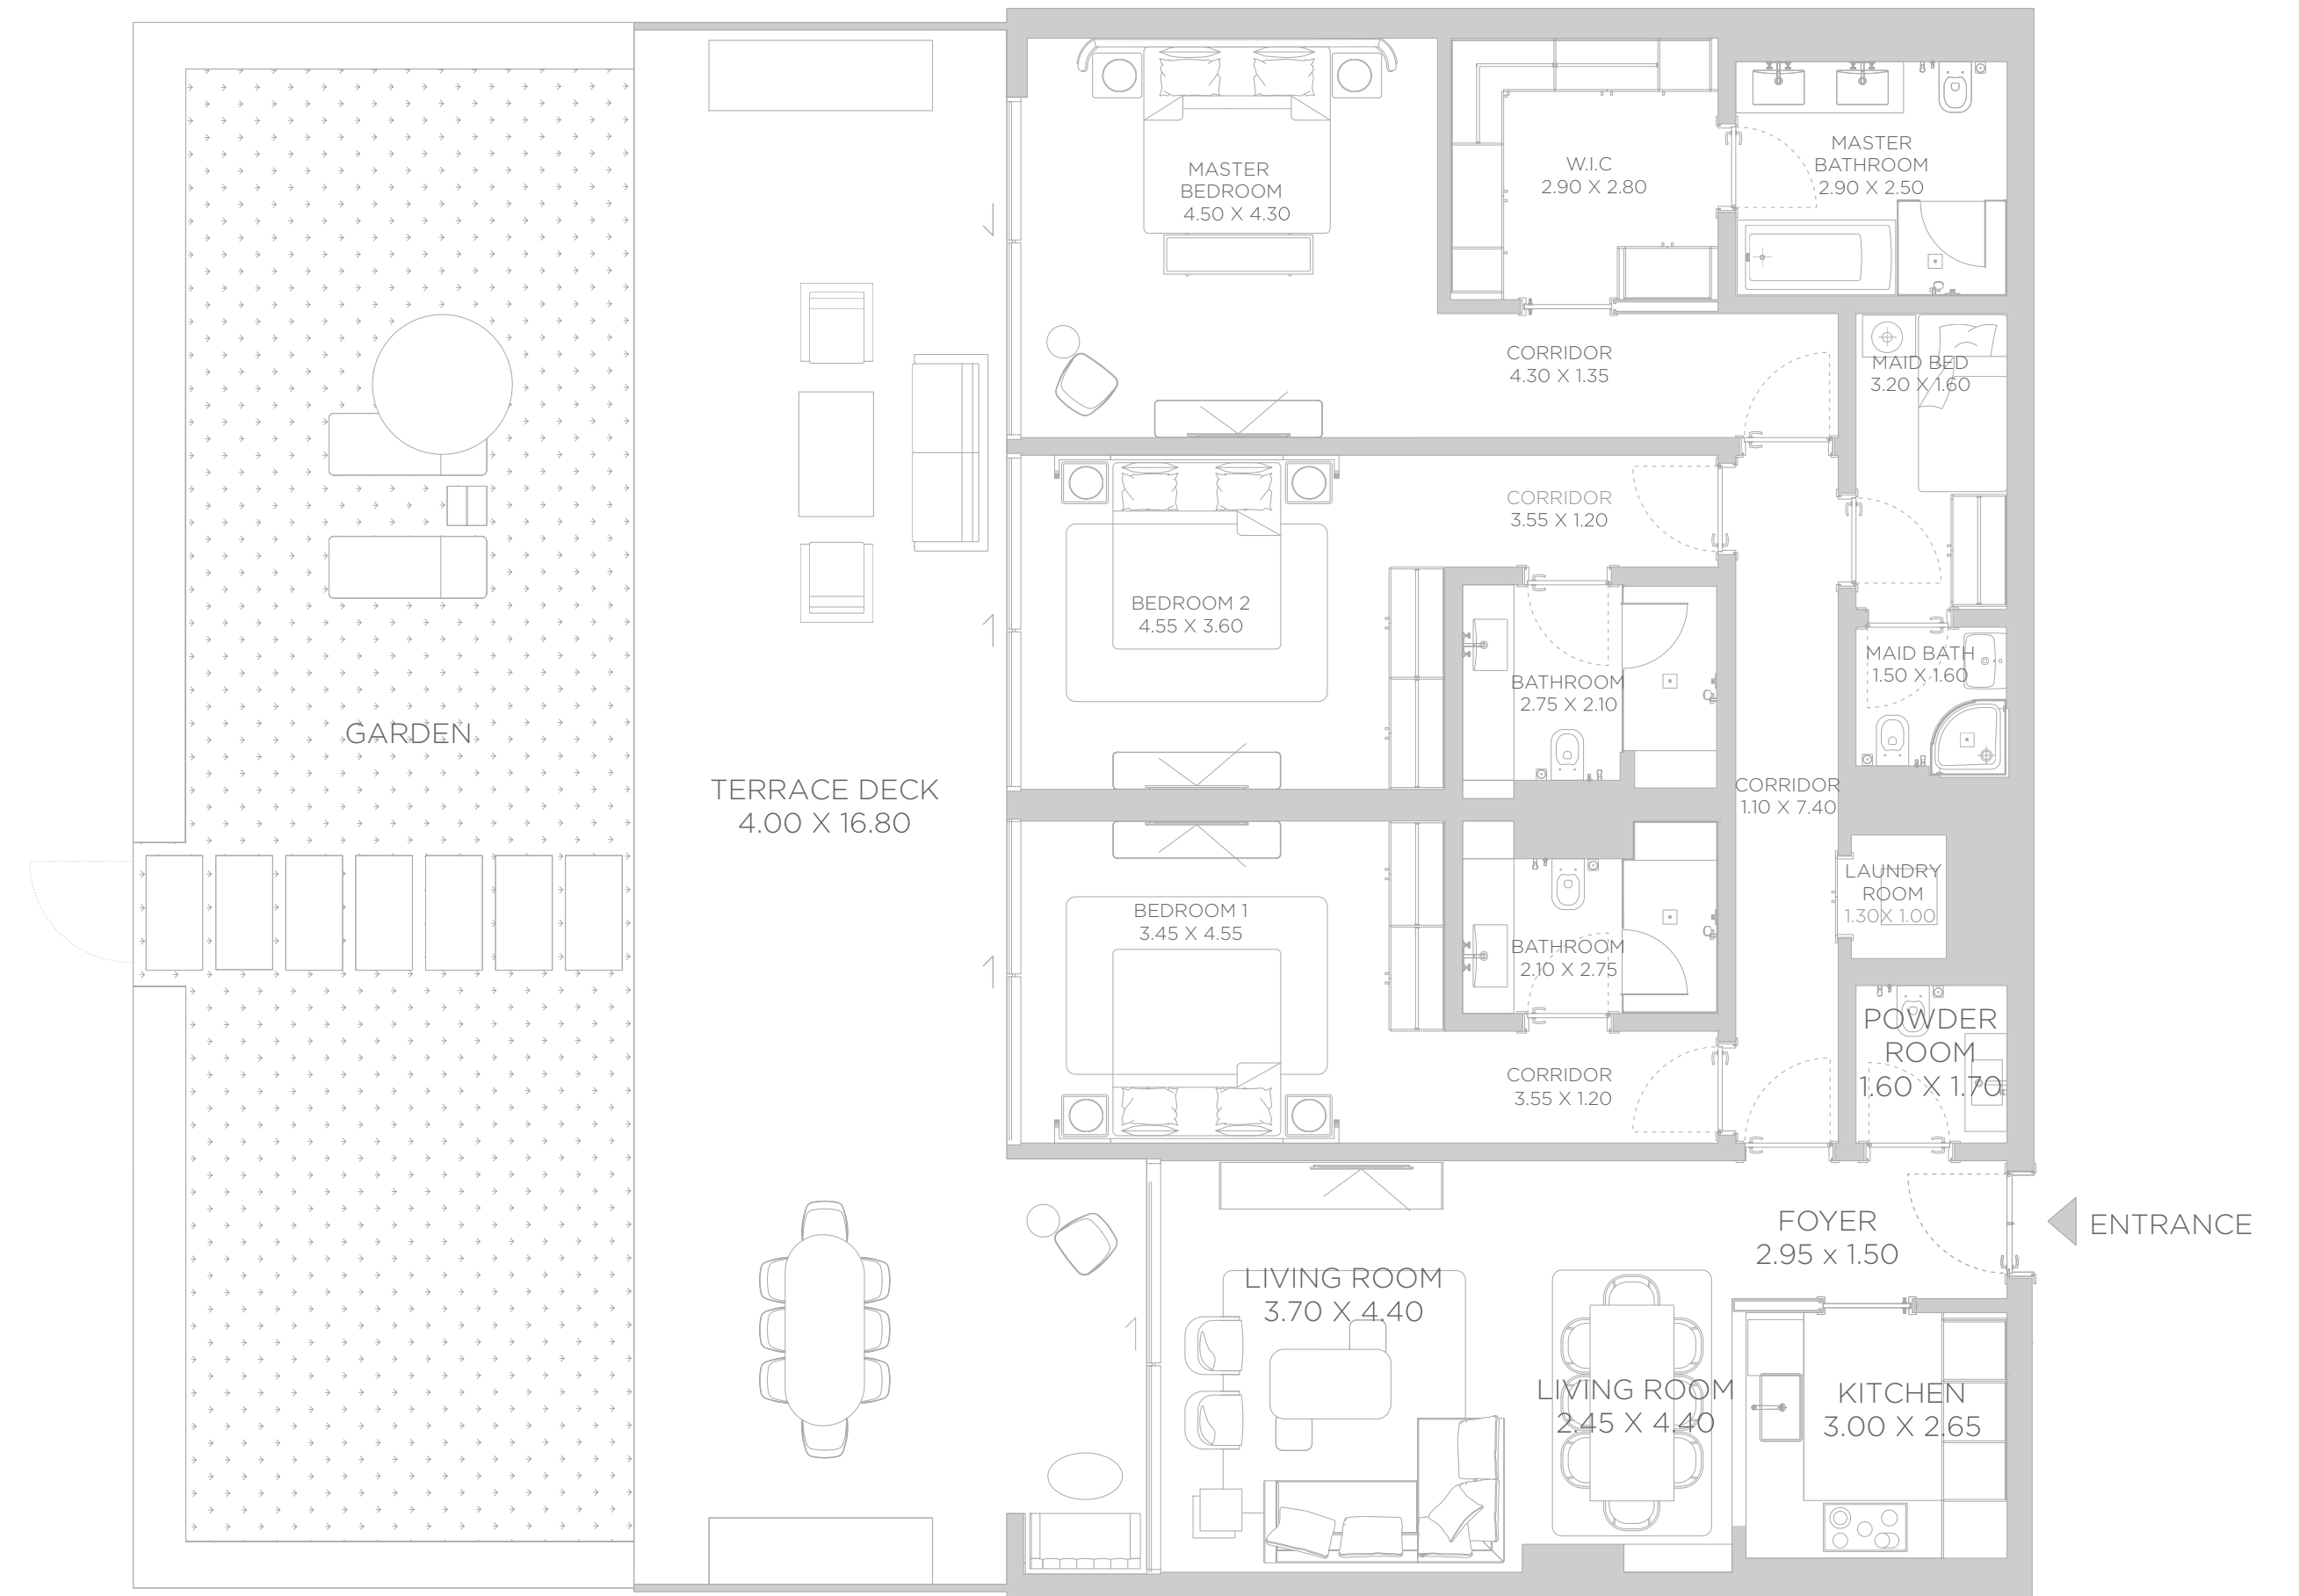 MASTER
BEDROOM
4.50 X 4.30
W.I.C
2.90 X 2.80
MASTER
BATHROOM
2.90 X 2.50
CORRIDOR
4.30 X 1.35
MAID BED
3.20 X 1.60
CORRIDOR
3.55 X 1.20
BEDROOM 2
4.55 X 3.60
BATHROOM
2.75 X 2.10
MAID BATH
1.50 X 1.60
GARDEN
TERRACE DECK
4.00 X 16.80
CORRIDOR
1.10 X 7.40
LAUNDRY
ROOM
1.30X 1.00
BEDROOM 1
3.45 X 4.55
BATHROOM
2.10 X 2.75
POWDER
ROOM
1.60 X 1.70
CORRIDOR
3.55 X 1.20
FOYER
2.95 x 1.50
ENTRANCE
LIVING ROOM
3.70 X 4.40
LIVING ROOM
2.45 X 4.40
KITCHEN
3.00 X 2.65